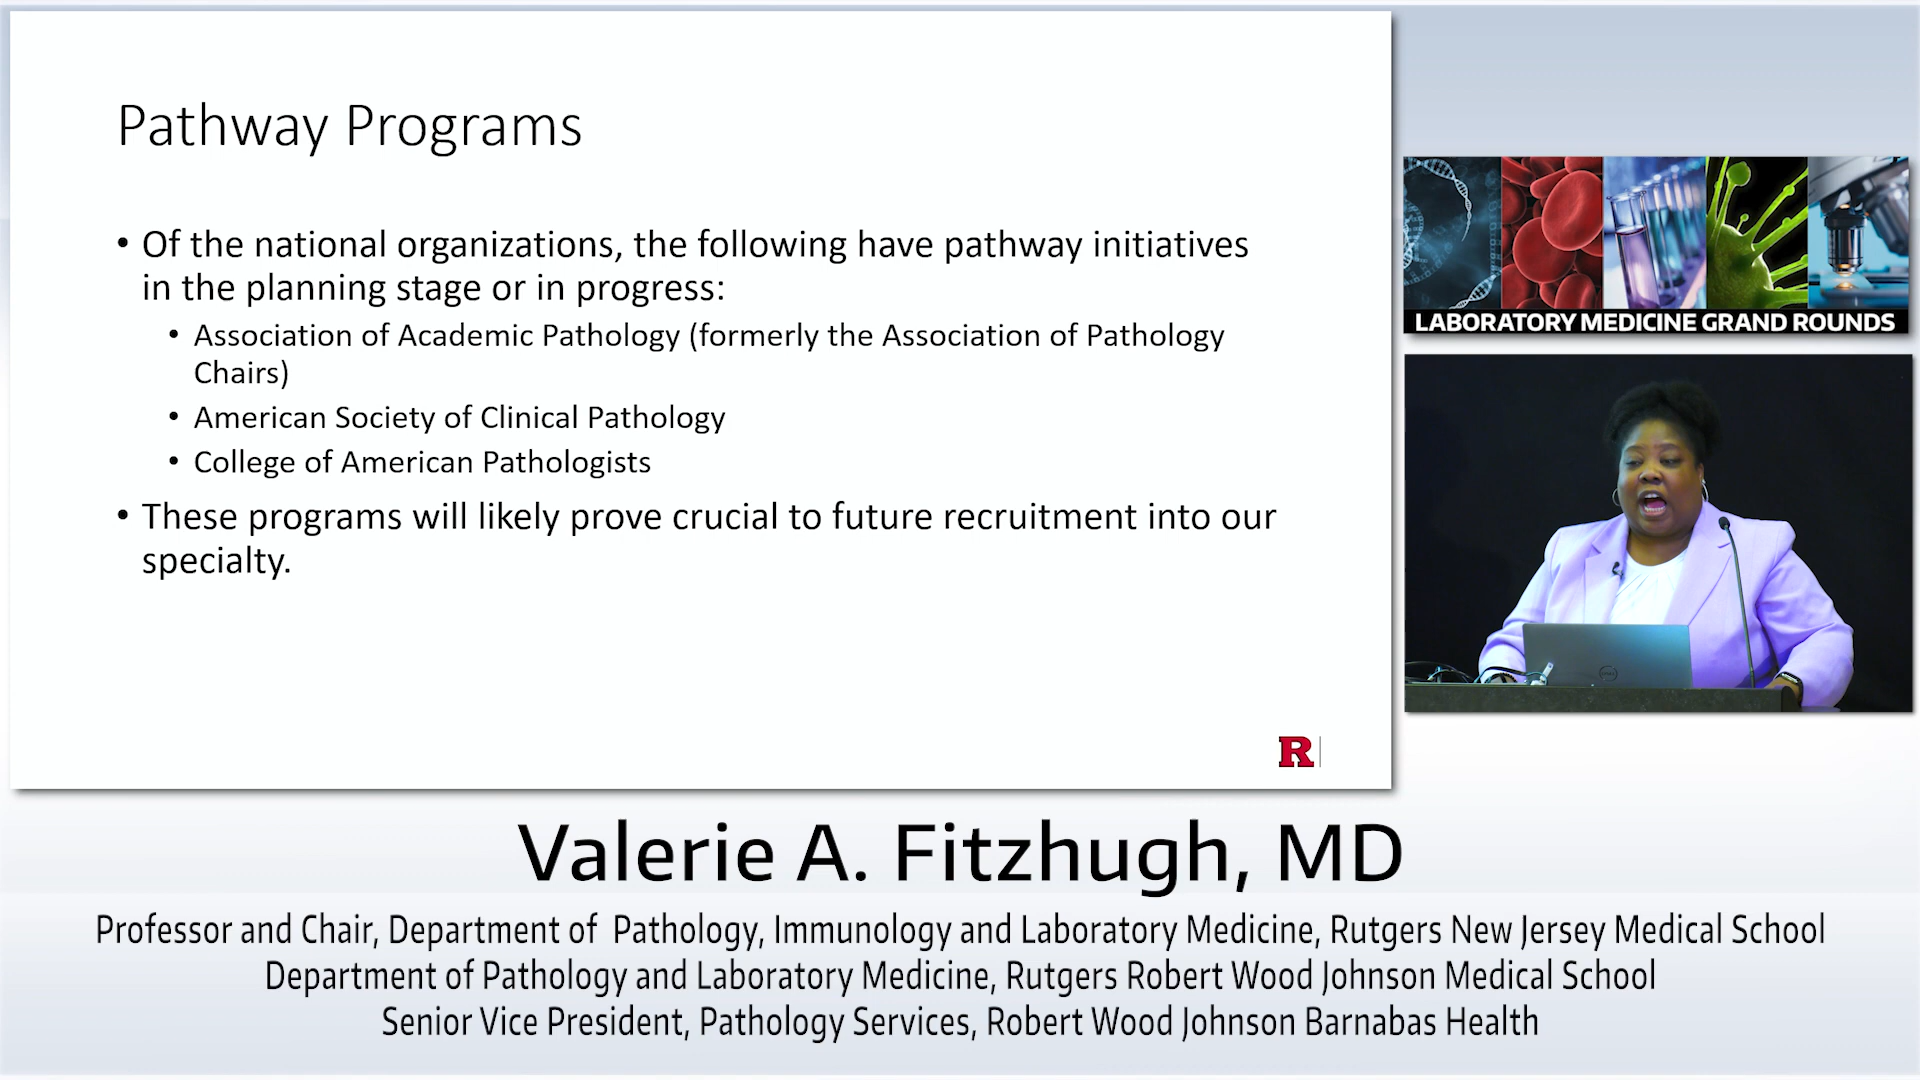 Pathway Programs
• Of the national organizations, the following have pathway initiatives
in the planning stage or in progress:
• Association of Academic Pathology (formerly the Association of Pathology
Chairs)
• American Society of Clinical Pathology
• College of American Pathologists
• These programs will likely prove crucial to future recruitment into our
specialty.
R
LABORATORY MEDICINE GRAND ROUNDS
DELL
Valerie A. Fitzhugh, MD
Professor and Chair, Department of Pathology, Immunology and Laboratory Medicine, Rutgers New Jersey Medical School
Department of Pathology and Laboratory Medicine, Rutgers Robert Wood Johnson Medical School
Senior Vice President, Pathology Services, Robert Wood Johnson Barnabas Health